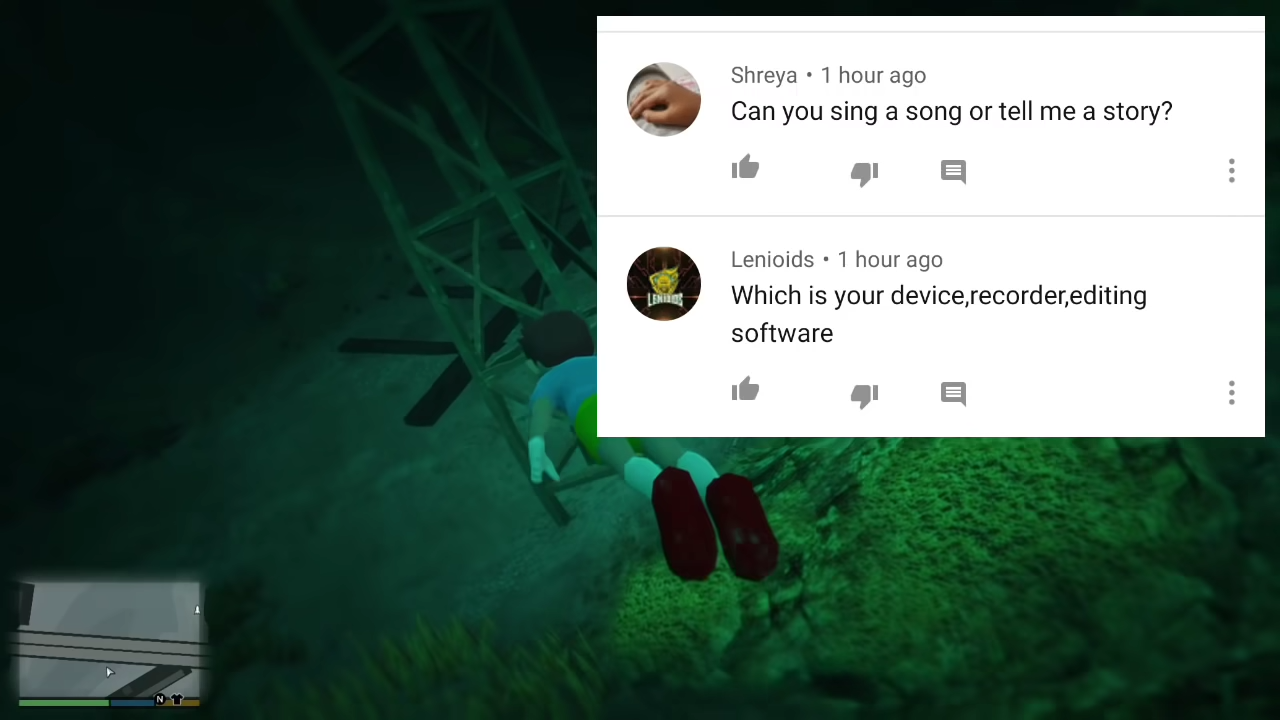 Shreya • 1 hour ago
Can you sing a song or tell me a story?
Lenioids • 1 hour ago
Which is your device,recorder,editing
software
LENIOIDS
N